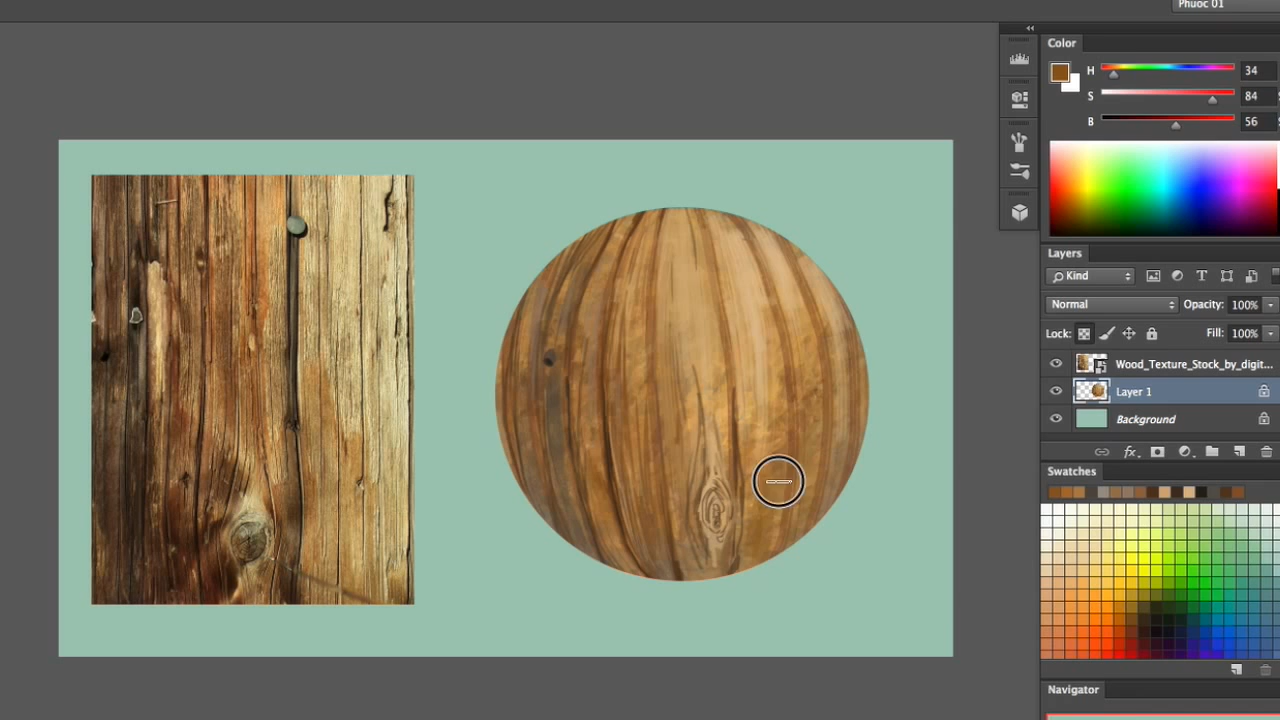 Phuoc 01
Color
H 34
S 84
B 56
Layers
Kind
Normal Opacity: 100%
Lock: Fill: 100%
Wood_Texture_Stock_by_digit...
Layer 1
Background
fx
Swatches
Navigator